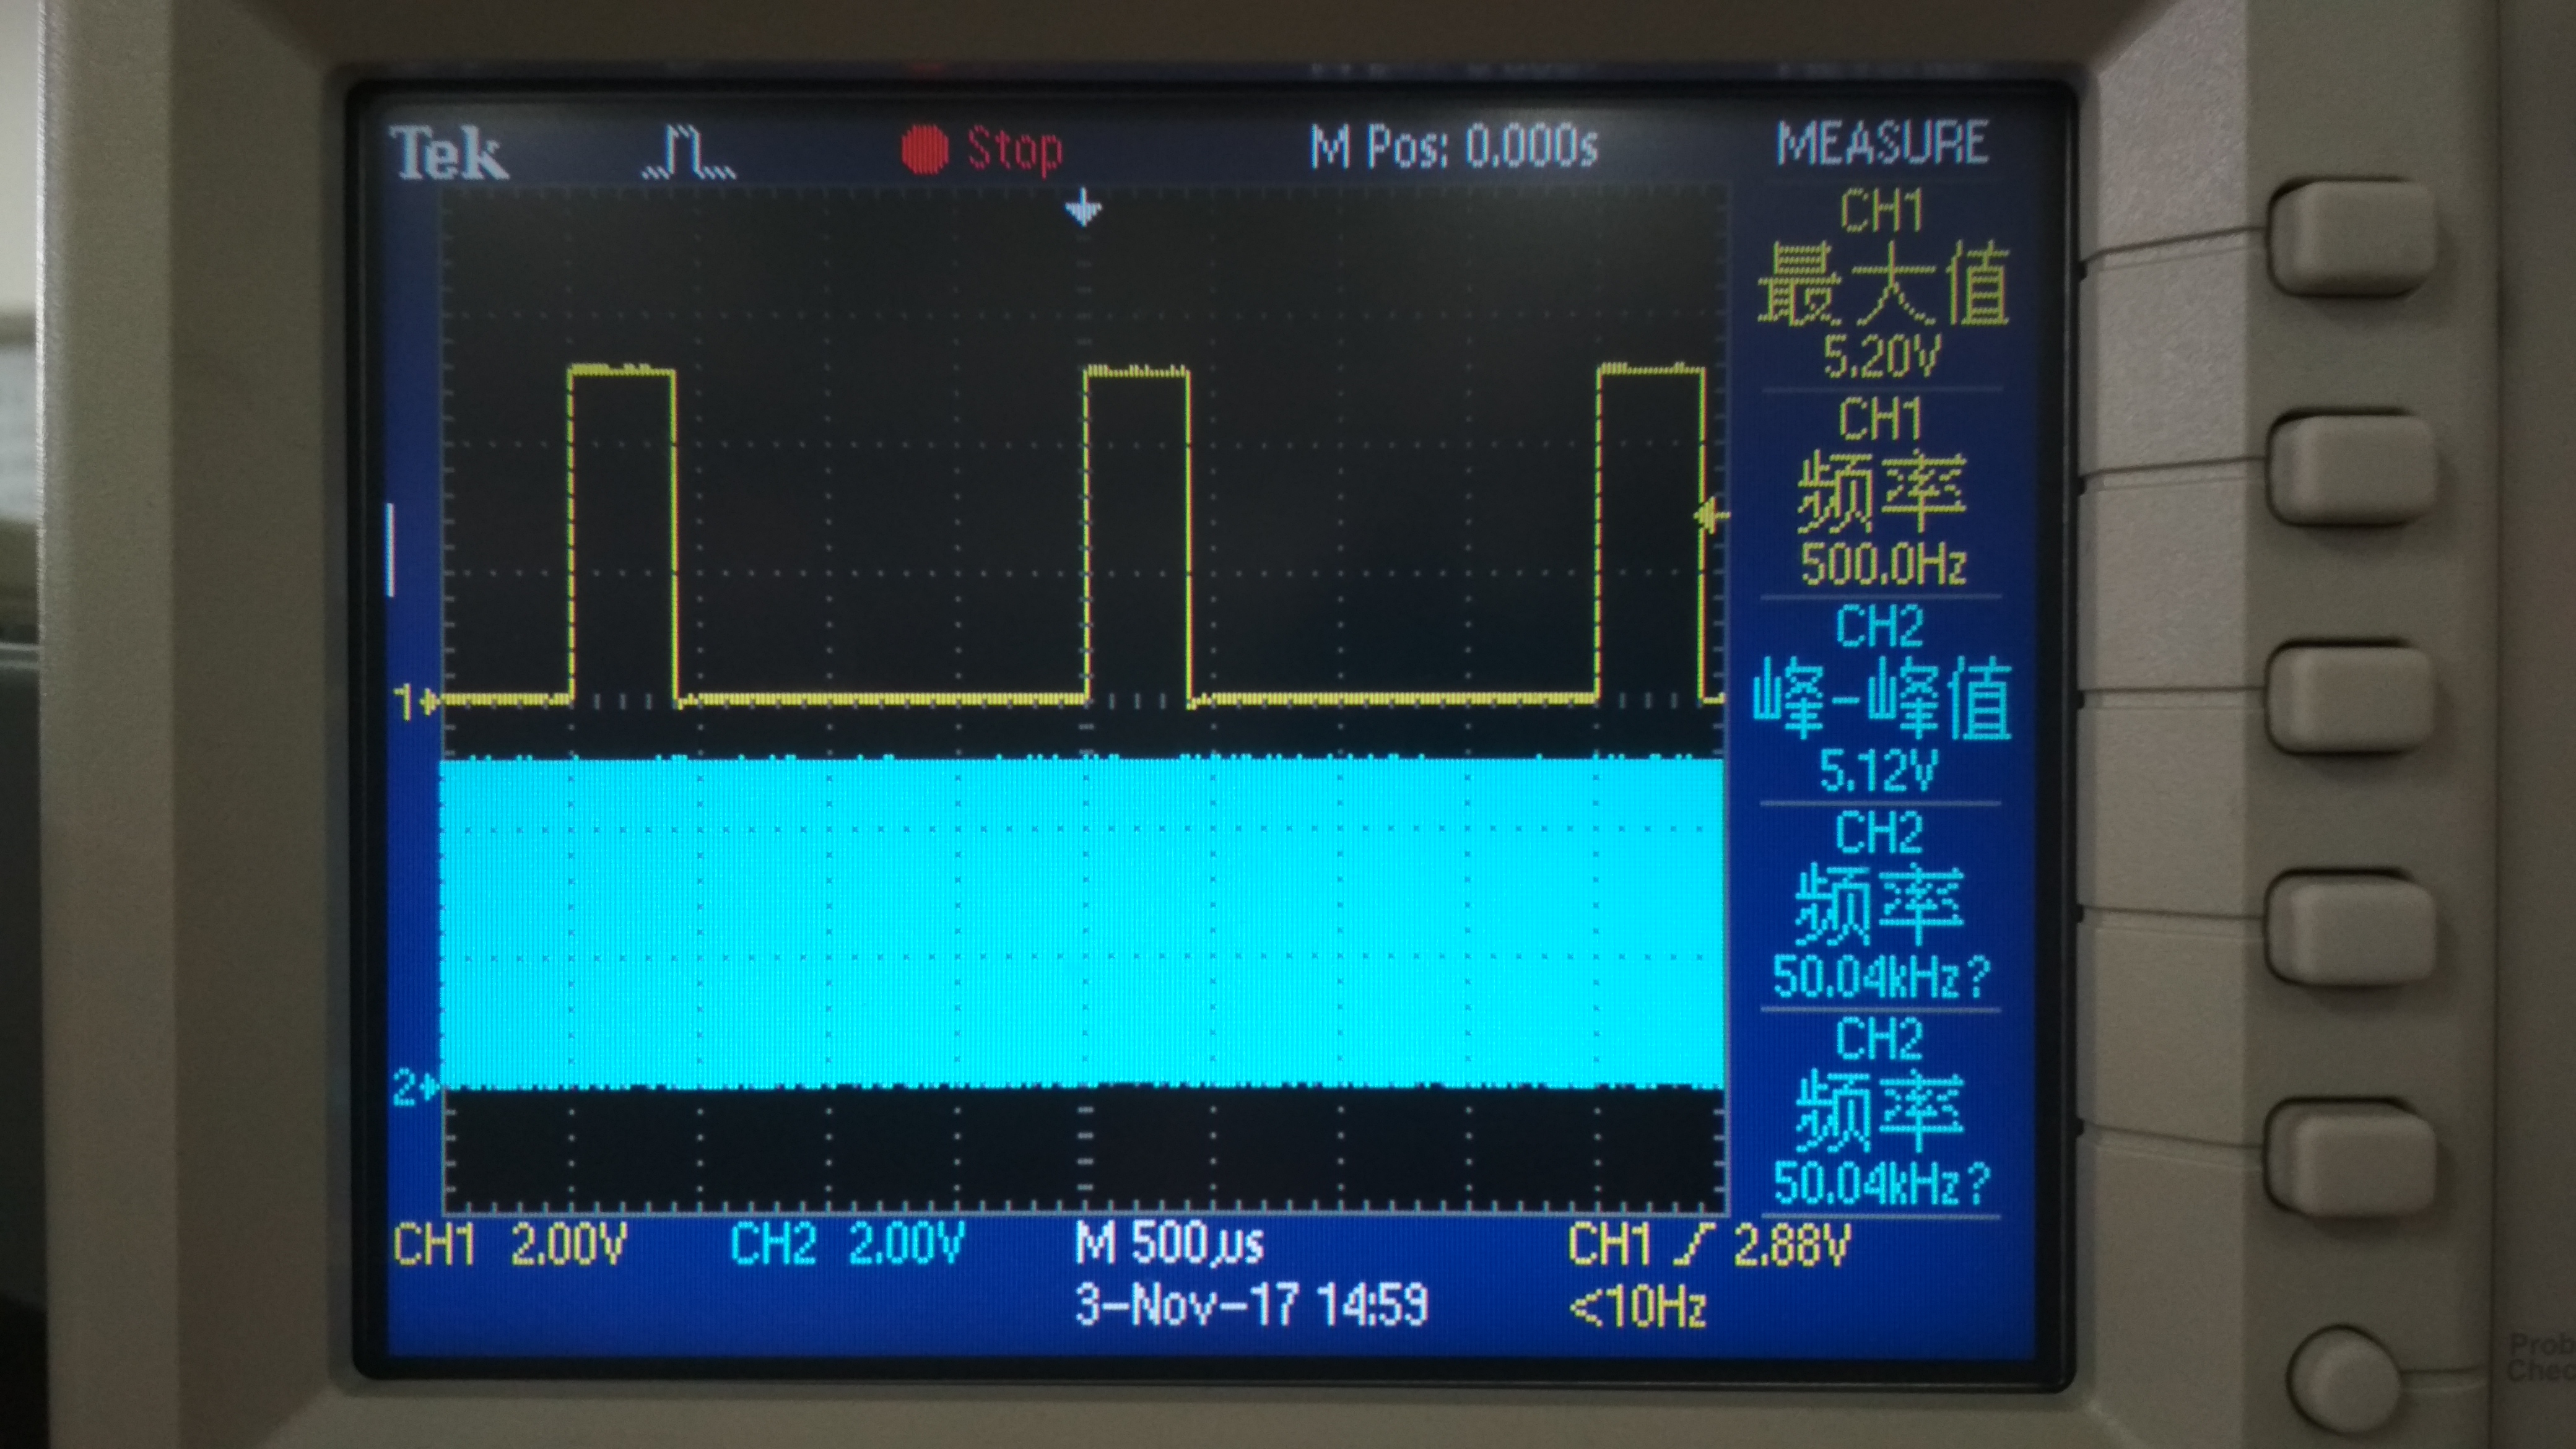 Tek Stop M Pos: 0.000s MEASURE
CH1
最大值
5.20V
CH1
频率
500.0Hz
CH2
峰-峰值
5.12V
CH2
频率
50.04kHz?
CH2
频率
50.04kHz?
1
2
CH1 2.00V CH2 2.00V M 500µs CH1 2.88V
3-Nov-17 14:59 <10Hz